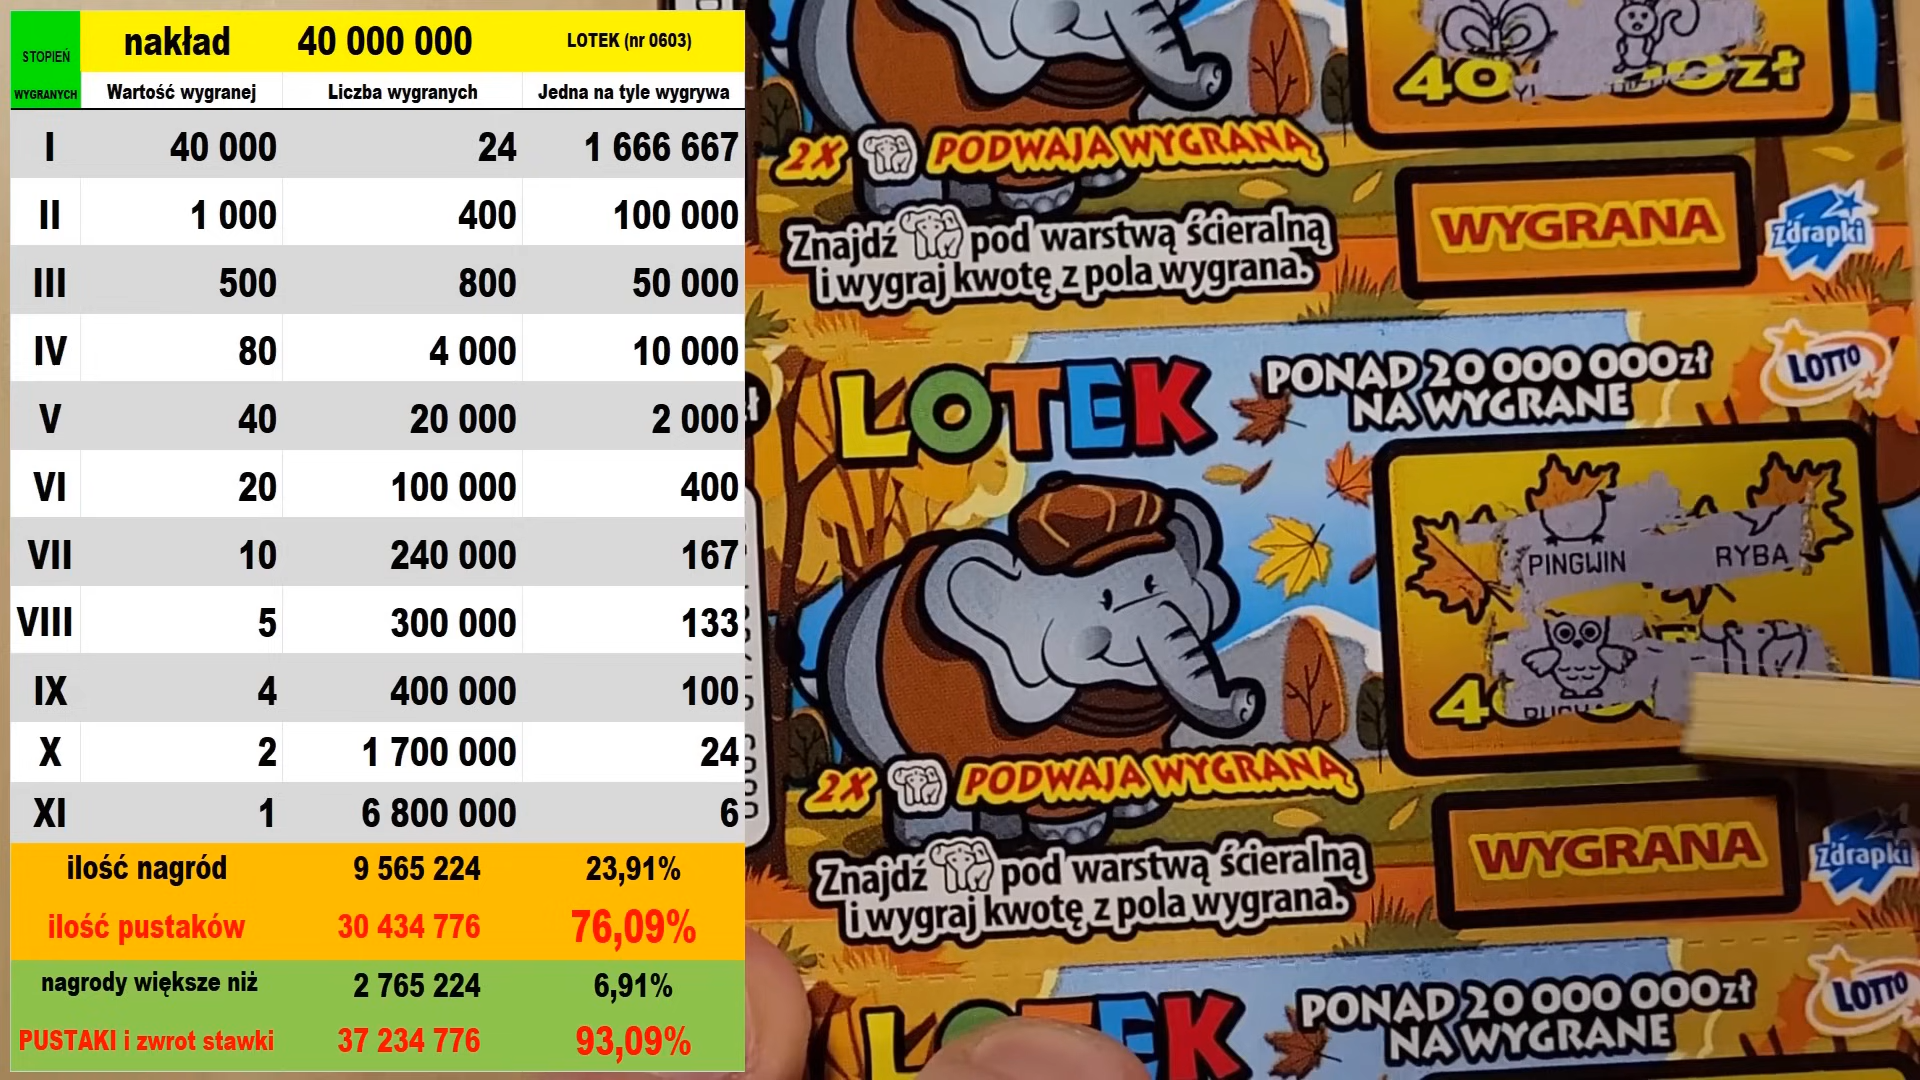 STOPIEŃ
WYGRANYCH
nakład 40 000 000 LOTEK (nr 0603)
Wartość wygranej Liczba wygranych Jedna na tyle wygrywa
I 40 000 24 1 666 667
II 1 000 400 100 000
III 500 800 50 000
IV 80 4 000 10 000
V 40 20 000 2 000
VI 20 100 000 400
VII 10 240 000 167
VIII 5 300 000 133
IX 4 400 000 100
X 2 1 700 000 24
XI 1 6 800 000 6
ilość nagród 9 565 224 23,91%
ilość pustaków 30 434 776 76,09%
nagrody większe niż 2 765 224 6,91%
PUSTAKI i zwrot stawki 37 234 776 93,09%
2X PODWAJA WYGRANĄ
Znajdź pod warstwą ścieralną
i wygraj kwotę z pola wygrana.
WYGRANA
Zdrapki
LOTEK
PONAD 20 000 000zł
NA WYGRANE
LOTTO
PINGWIN RYBA
2X PODWAJA WYGRANĄ
Znajdź pod warstwą ścieralną
i wygraj kwotę z pola wygrana.
WYGRANA
Zdrapki
LOTEK
PONAD 20 000 000zł
NA WYGRANE
LOTTO